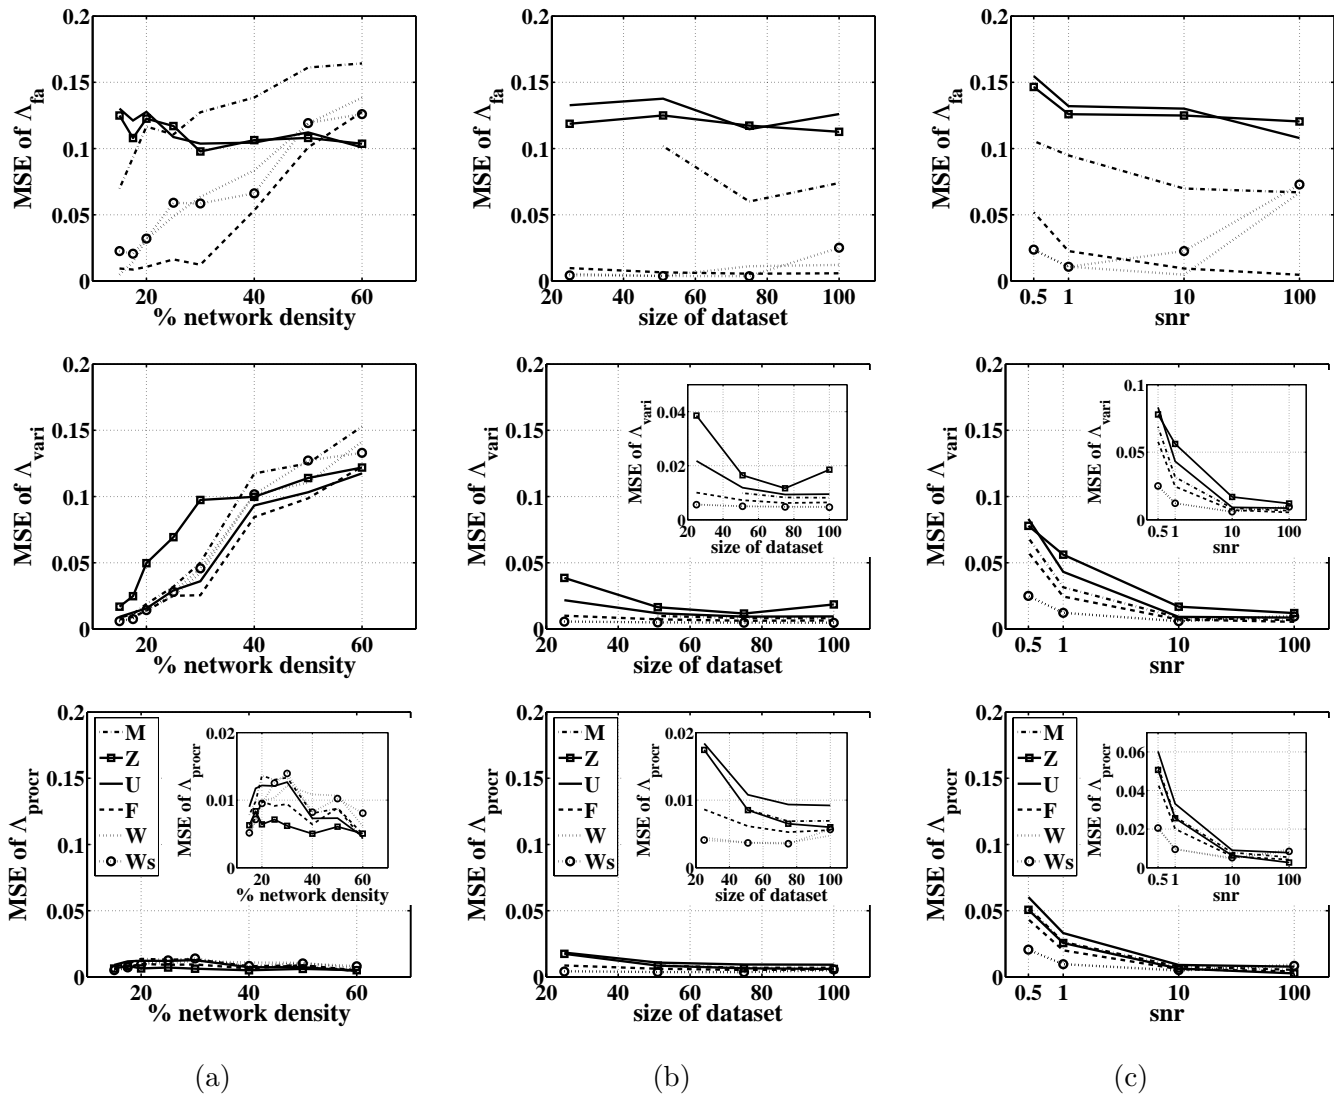 0.2
0.15
0.1
0.05
0
MSE of Λfa
20 40 60
% network density
0.2
0.15
0.1
0.05
0
MSE of Λfa
20 40 60 80 100
size of dataset
0.2
0.15
0.1
0.05
0
MSE of Λfa
0.5 1 10 100
snr
0.2
0.15
0.1
0.05
0
MSE of Λvari
20 40 60
% network density
0.2
0.15
0.1
0.05
0
MSE of Λvari
20 40 60 80 100
size of dataset
0.04
0.02
0
MSE of Λvari
20 40 60 80 100
size of dataset
0.2
0.15
0.1
0.05
0
MSE of Λvari
0.5 1 10 100
snr
0.1
0.05
0
MSE of Λvari
0.5 1 10 100
snr
0.2
0.15
0.1
0.05
0
MSE of Λprocr
20 40 60
% network density
M
Z
U
F
W
Ws
0.02
0.01
0
MSE of Λprocr
20 40 60
% network density
0.2
0.15
0.1
0.05
0
MSE of Λprocr
20 40 60 80 100
size of dataset
M
Z
U
F
W
Ws
0.02
0.01
0
MSE of Λprocr
20 40 60 80 100
size of dataset
0.2
0.15
0.1
0.05
0
MSE of Λprocr
0.5 1 10 100
snr
M
Z
U
F
W
Ws
0.06
0.04
0.02
0
MSE of Λprocr
0.5 1 10 100
snr
(a) (b) (c)